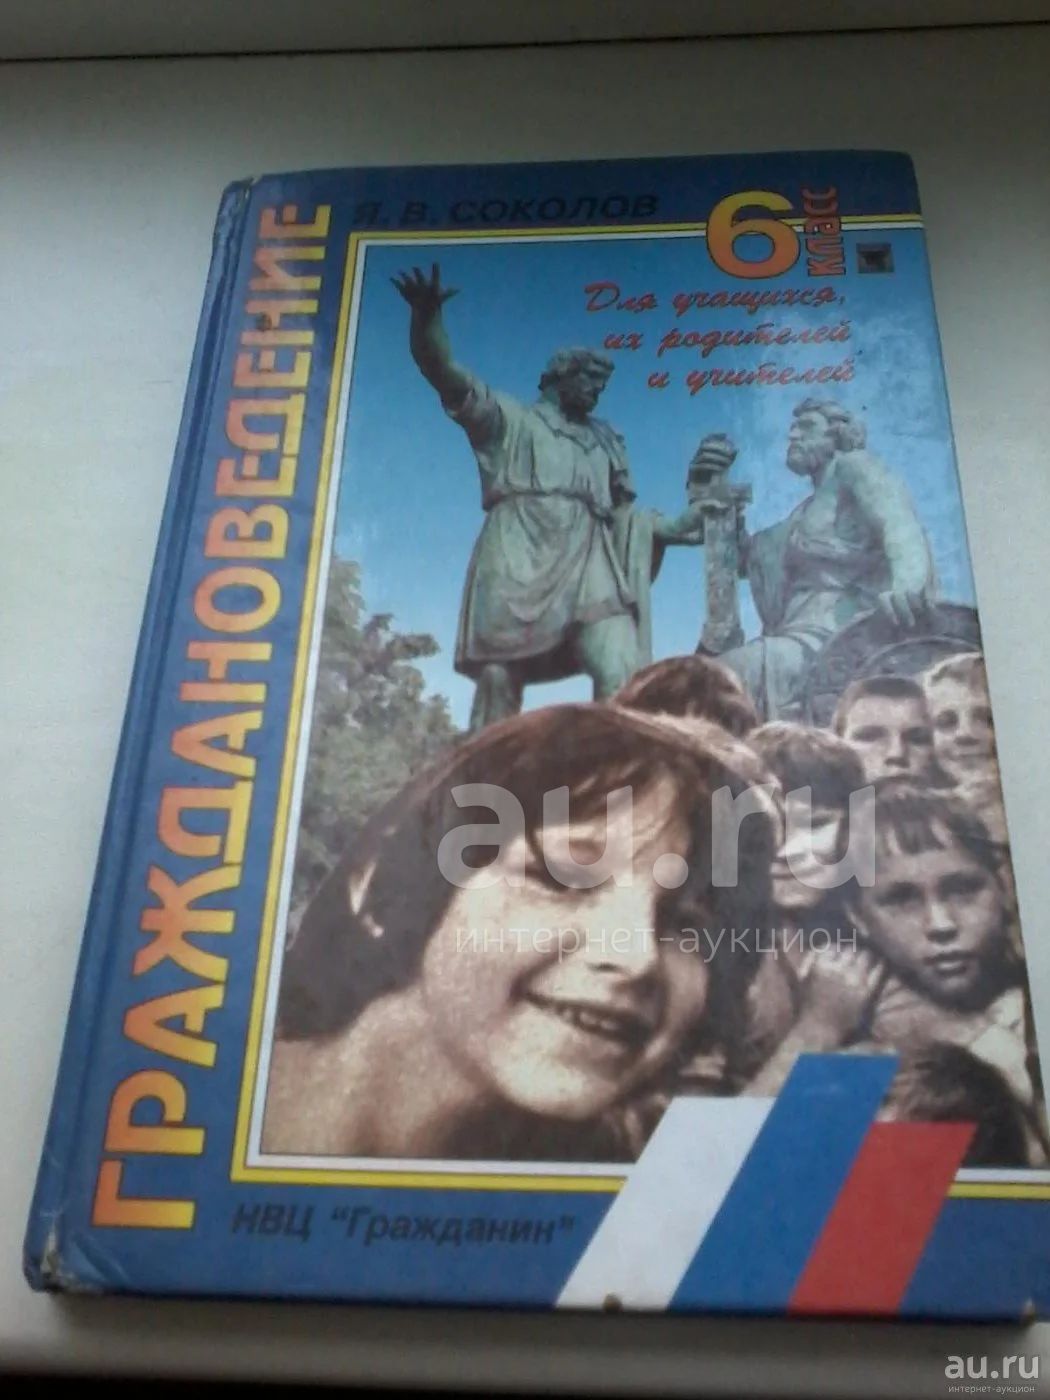 Я. В. СОКОЛОВ
6 класс
Для учащихся,
их родителей
и учителей
ГРАЖДАНОВЕДЕНИЕ
au.ru
интернет-аукцион
НВЦ "Гражданин"
au.ru
интернет-аукцион